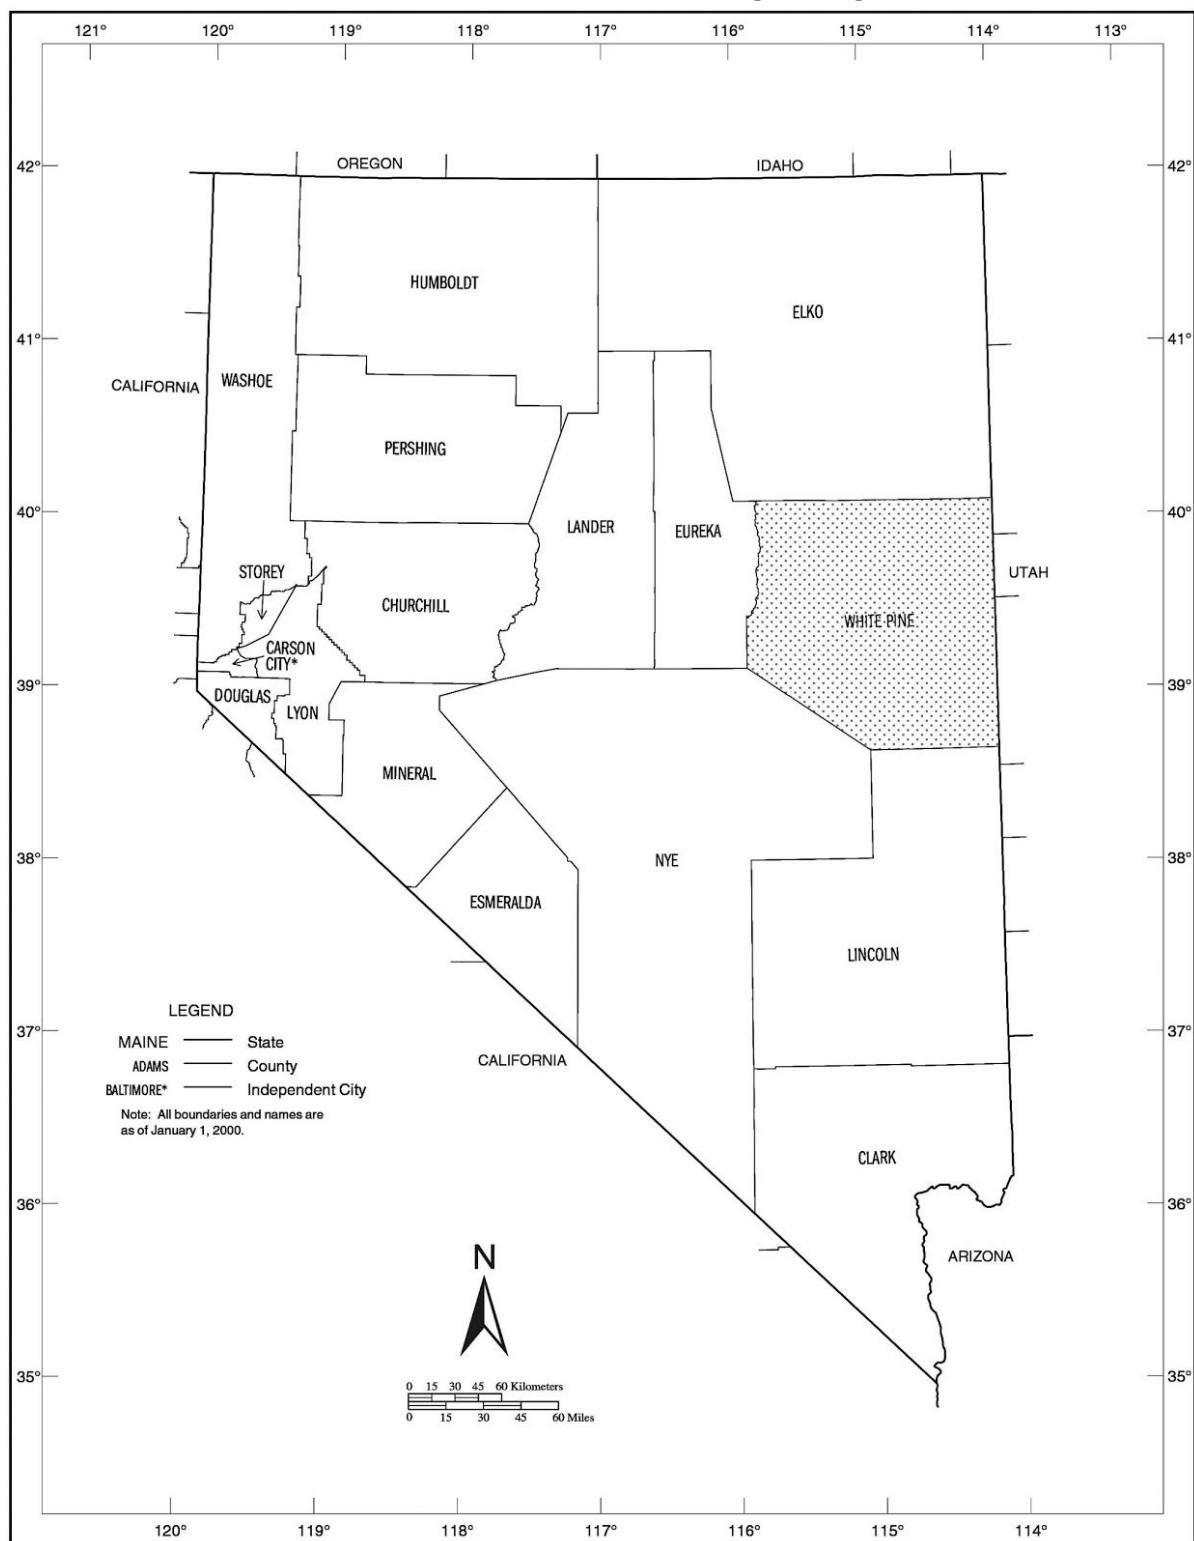 121° 120° 119° 118° 117° 116° 115° 114° 113°
42° OREGON IDAHO 42°
HUMBOLDT
ELKO
41° 41°
WASHOE
CALIFORNIA
PERSHING
40° LANDER EUREKA 40°
STOREY UTAH
CHURCHILL
WHITE PINE
CARSON
CITY*
39° DOUGLAS 39°
LYON
MINERAL
38° NYE 38°
ESMERALDA
LINCOLN
LEGEND
37° 37°
MAINE State
CALIFORNIA
ADAMS County
BALTIMORE* Independent City
Note: All boundaries and names are
as of January 1, 2000.
CLARK
36° 36°
N
ARIZONA
35° 35°
0 15 30 45 60 Kilometers
0 15 30 45 60 Miles
120° 119° 118° 117° 116° 115° 114°